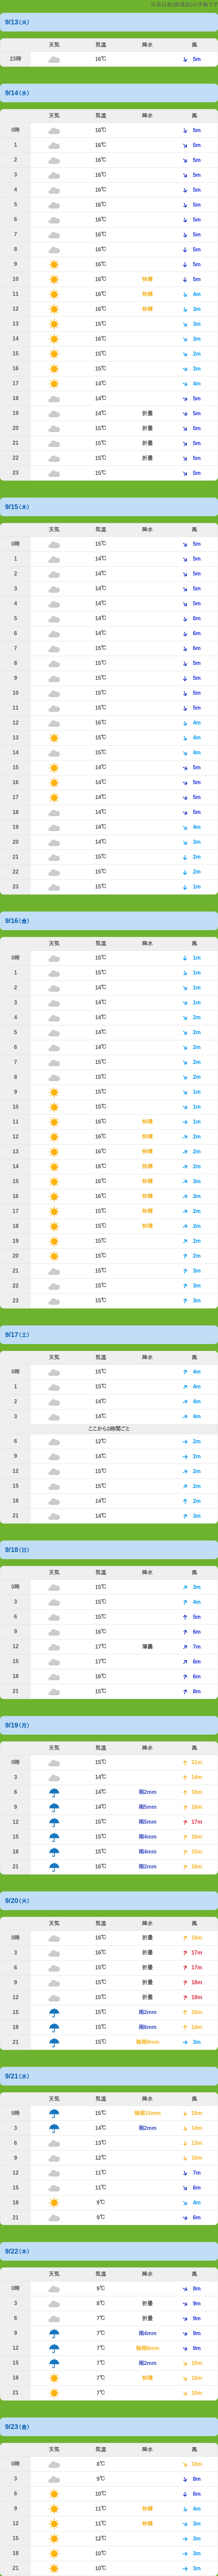 9/13(火)
天気 気温 降水 風
23時 16℃ 5m
9/14(水)
天気 気温 降水 風
0時 16℃ 5m
1 16℃ 5m
2 16℃ 5m
3 16℃ 5m
4 16℃ 5m
5 16℃ 5m
6 16℃ 5m
7 16℃ 5m
8 16℃ 5m
9 16℃ 5m
10 16℃ 快晴 5m
11 16℃ 快晴 4m
12 16℃ 快晴 3m
13 15℃ 3m
14 16℃ 3m
15 15℃ 2m
16 15℃ 3m
17 14℃ 4m
18 14℃ 5m
19 14℃ 折畳 5m
20 15℃ 折畳 5m
21 15℃ 折畳 5m
22 15℃ 折畳 5m
23 15℃ 5m
9/15(木)
天気 気温 降水 風
0時 15℃ 5m
1 14℃ 5m
2 14℃ 5m
3 14℃ 5m
4 14℃ 5m
5 14℃ 6m
6 14℃ 6m
7 15℃ 6m
8 15℃ 5m
9 15℃ 5m
10 15℃ 5m
11 15℃ 5m
12 16℃ 4m
13 15℃ 4m
14 15℃ 4m
15 14℃ 5m
16 14℃ 5m
17 14℃ 5m
18 14℃ 5m
19 14℃ 4m
20 14℃ 3m
21 15℃ 2m
22 15℃ 2m
23 15℃ 1m
9/16(金)
天気 気温 降水 風
0時 15℃ 1m
1 15℃ 1m
2 15℃ 1m
3 14℃ 1m
4 14℃ 2m
5 14℃ 2m
6 14℃ 2m
7 15℃ 2m
8 15℃ 2m
9 15℃ 1m
10 15℃ 1m
11 16℃ 快晴 1m
12 16℃ 快晴 2m
13 16℃ 快晴 2m
14 16℃ 快晴 2m
15 16℃ 快晴 3m
16 16℃ 快晴 3m
17 15℃ 快晴 2m
18 15℃ 快晴 2m
19 15℃ 2m
20 15℃ 2m
21 15℃ 3m
22 15℃ 3m
23 15℃ 3m
9/17(土)
天気 気温 降水 風
0時 15℃ 4m
1 15℃ 4m
2 14℃ 4m
3 14℃ 4m
ここから3時間ごと
6 12℃ 2m
9 14℃ 2m
12 15℃ 2m
15 15℃ 2m
18 14℃ 2m
21 14℃ 3m
9/18(日)
天気 気温 降水 風
0時 15℃ 3m
3 15℃ 4m
6 15℃ 5m
9 16℃ 6m
12 17℃ 薄曇 7m
15 17℃ 6m
18 16℃ 6m
21 15℃ 8m
9/19(月)
天気 気温 降水 風
0時 15℃ 11m
3 14℃ 14m
6 14℃ 雨2mm 16m
9 14℃ 雨5mm 16m
12 15℃ 雨5mm 17m
15 15℃ 雨4mm 16m
18 15℃ 雨4mm 15m
21 16℃ 雨2mm 16m
9/20(火)
天気 気温 降水 風
0時 16℃ 折畳 16m
3 16℃ 折畳 17m
6 15℃ 折畳 17m
9 15℃ 折畳 18m
12 15℃ 折畳 19m
15 15℃ 雨2mm 16m
18 15℃ 雨6mm 14m
21 15℃ 強雨8mm 3m
9/21(水)
天気 気温 降水 風
0時 15℃ 強雨10mm 15m
3 14℃ 雨2mm 14m
6 13℃ 13m
9 12℃ 10m
12 11℃ 7m
15 11℃ 6m
18 9℃ 4m
21 9℃ 6m
9/22(木)
天気 気温 降水 風
0時 9℃ 8m
3 8℃ 折畳 9m
6 7℃ 折畳 9m
9 7℃ 雨4mm 9m
12 7℃ 強雨8mm 9m
15 7℃ 雨2mm 10m
18 7℃ 快晴 10m
21 7℃ 10m
9/23(金)
天気 気温 降水 風
0時 8℃ 10m
3 9℃ 8m
6 10℃ 6m
9 11℃ 快晴 4m
12 11℃ 快晴 3m
15 12℃ 3m
18 10℃ 3m
21 10℃ 3m